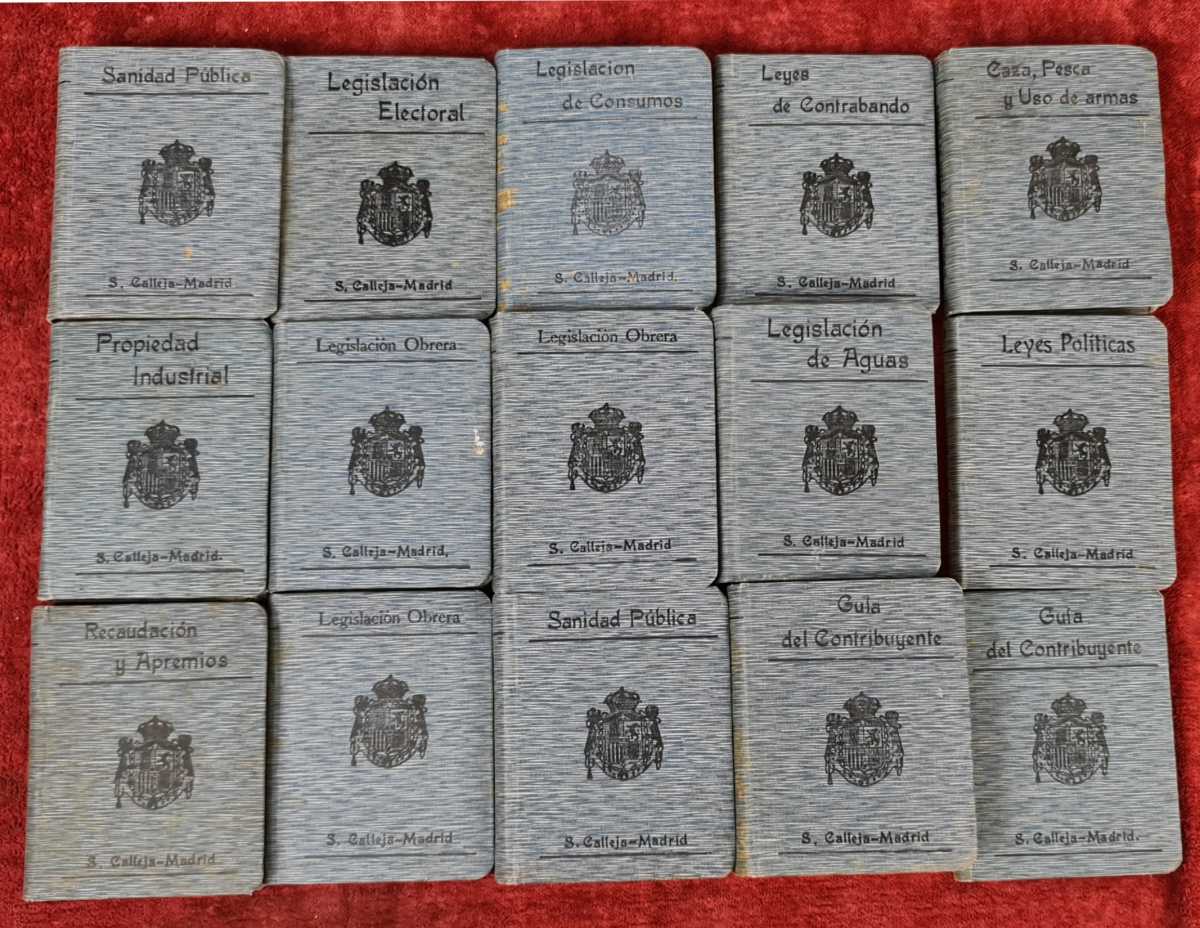 Sanidad Pública
S. Calleja-Madrid
Legislación
Electoral
S. Calleja-Madrid
Legislacion
de Consumos
S. Calleja-Madrid.
Leyes
de Contrabando
S. Calleja-Madrid
Caza, Pesca
y Uso de armas
S. Calleja-Madrid
Propiedad
Industrial
S. Calleja-Madrid.
Legislación Obrera
S. Calleja-Madrid.
Legislación Obrera
S. Calleja-Madrid
Legislación
de Aguas
S. Calleja-Madrid
Leyes Políticas
S. Calleja-Madrid
Recaudación
y Apremios
S. Calleja-Madrid
Legislación Obrera
S. Calleja-Madrid
Sanidad Pública
S. Calleja-Madrid
Guia
del Contribuyente
S. Calleja-Madrid
Guia
del Contribuyente
S. Calleja-Madrid.